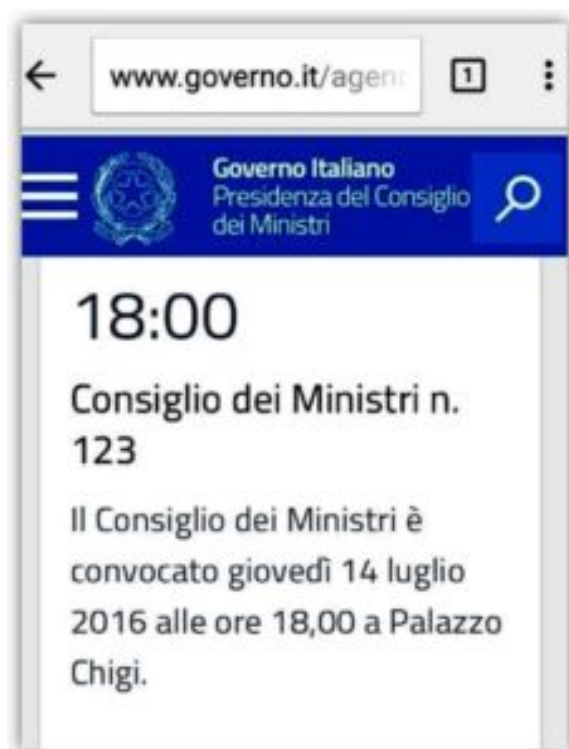 www.governo.it/agen
1
Governo Italiano
Presidenza del Consiglio
dei Ministri
18:00
Consiglio dei Ministri n.
123
Il Consiglio dei Ministri è
convocato giovedì 14 luglio
2016 alle ore 18,00 a Palazzo
Chigi.